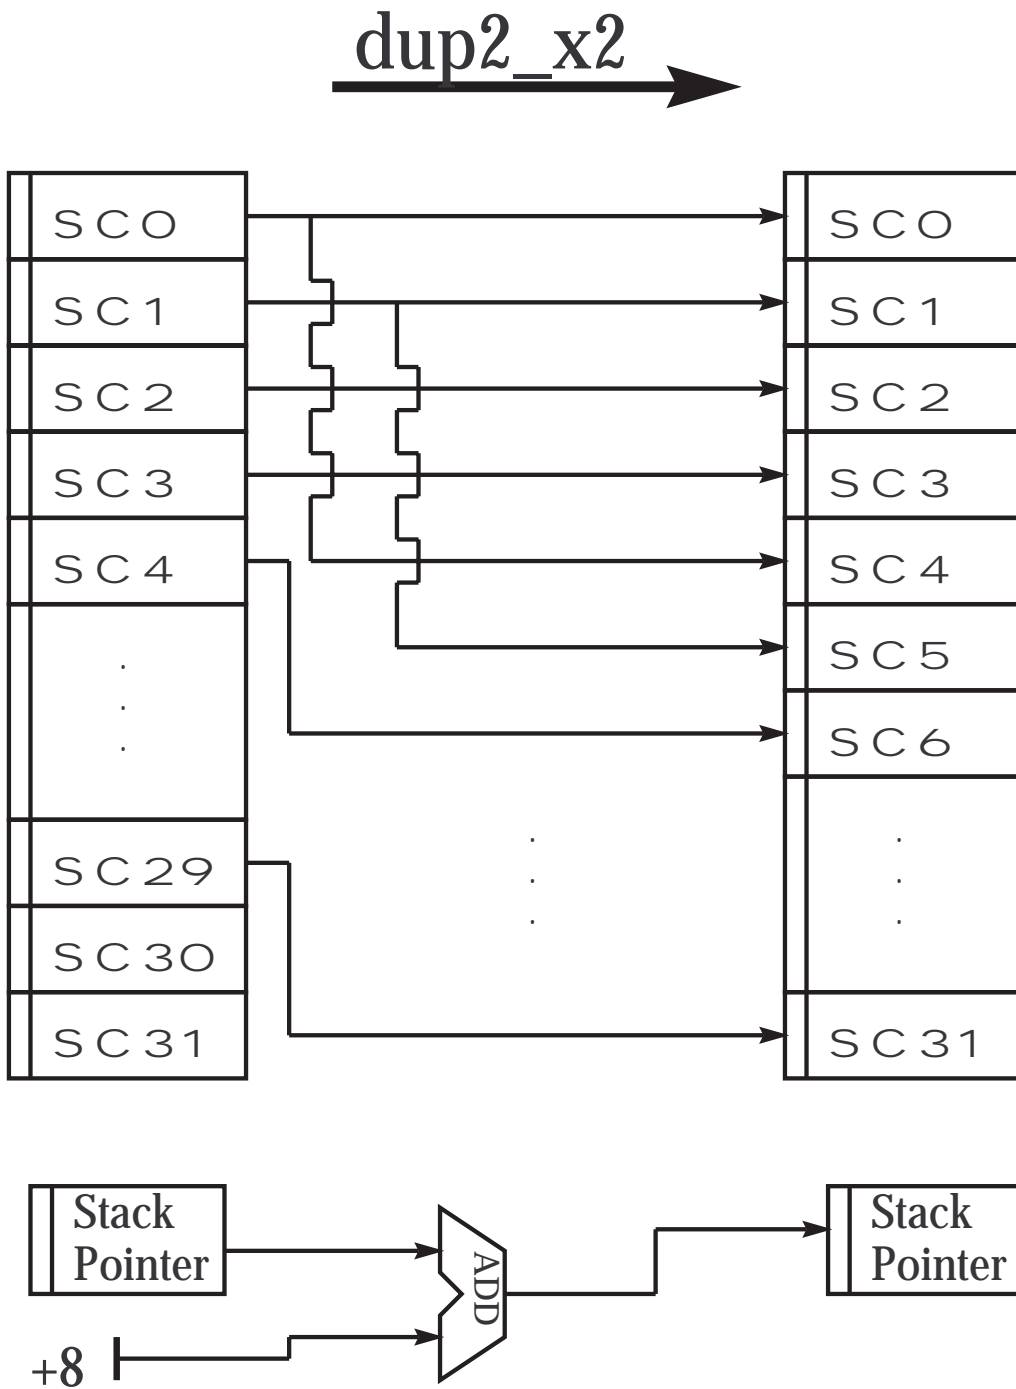 dup2_x2
SC0
SC1
SC2
SC3
SC4
.
.
.
SC29
SC30
SC31
.
.
.
SC0
SC1
SC2
SC3
SC4
SC5
SC6
.
.
.
SC31
Stack
Pointer
+8
ADD
Stack
Pointer